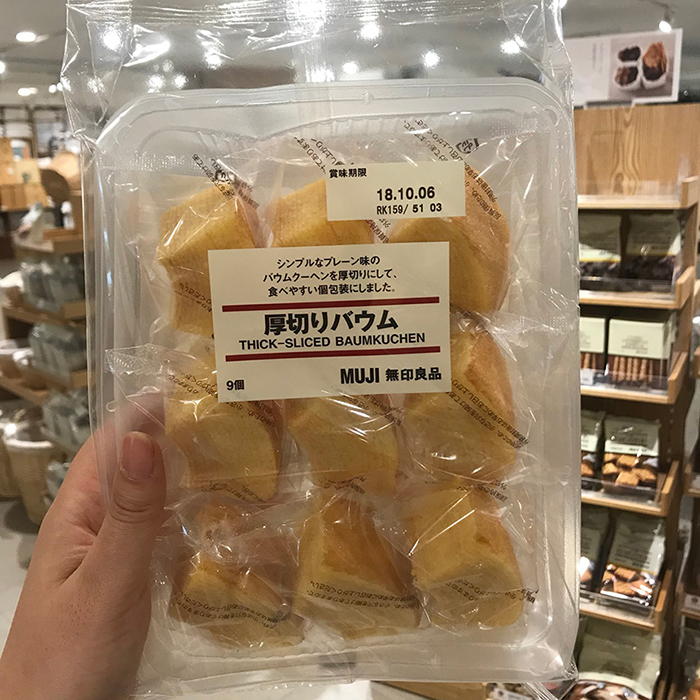 賞味期限
18.10.06
RK159/ 51 03
シンプルなプレーン味の
バウムクーヘンを厚切りにして、
食べやすい個包装にしました。
厚切りバウム
THICK-SLICED BAUMKUCHEN
9個
MUJI 無印良品